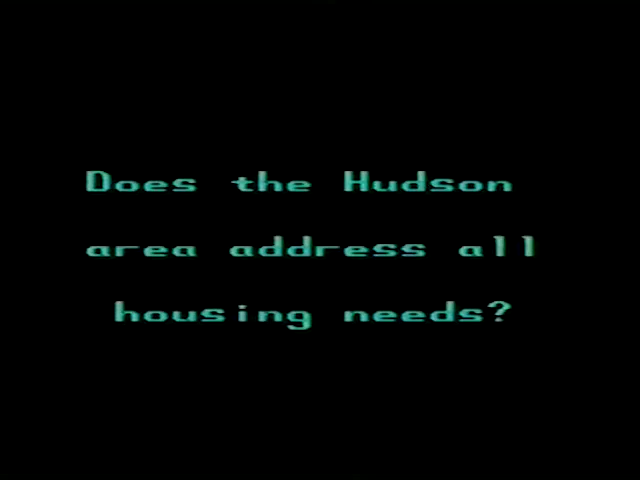 Does the Hudson
area address all
housing needs?